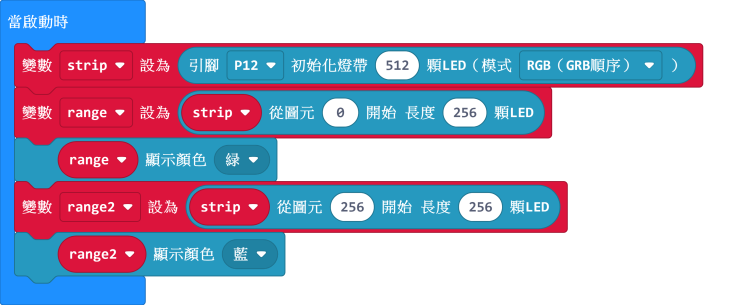 當啟動時
變數 strip 設為 引腳 P12 初始化燈帶 512 顆LED（模式 RGB（GRB順序） ）
變數 range 設為 strip 從圖元 0 開始 長度 256 顆LED
range 顯示顏色 綠
變數 range2 設為 strip 從圖元 256 開始 長度 256 顆LED
range2 顯示顏色 藍